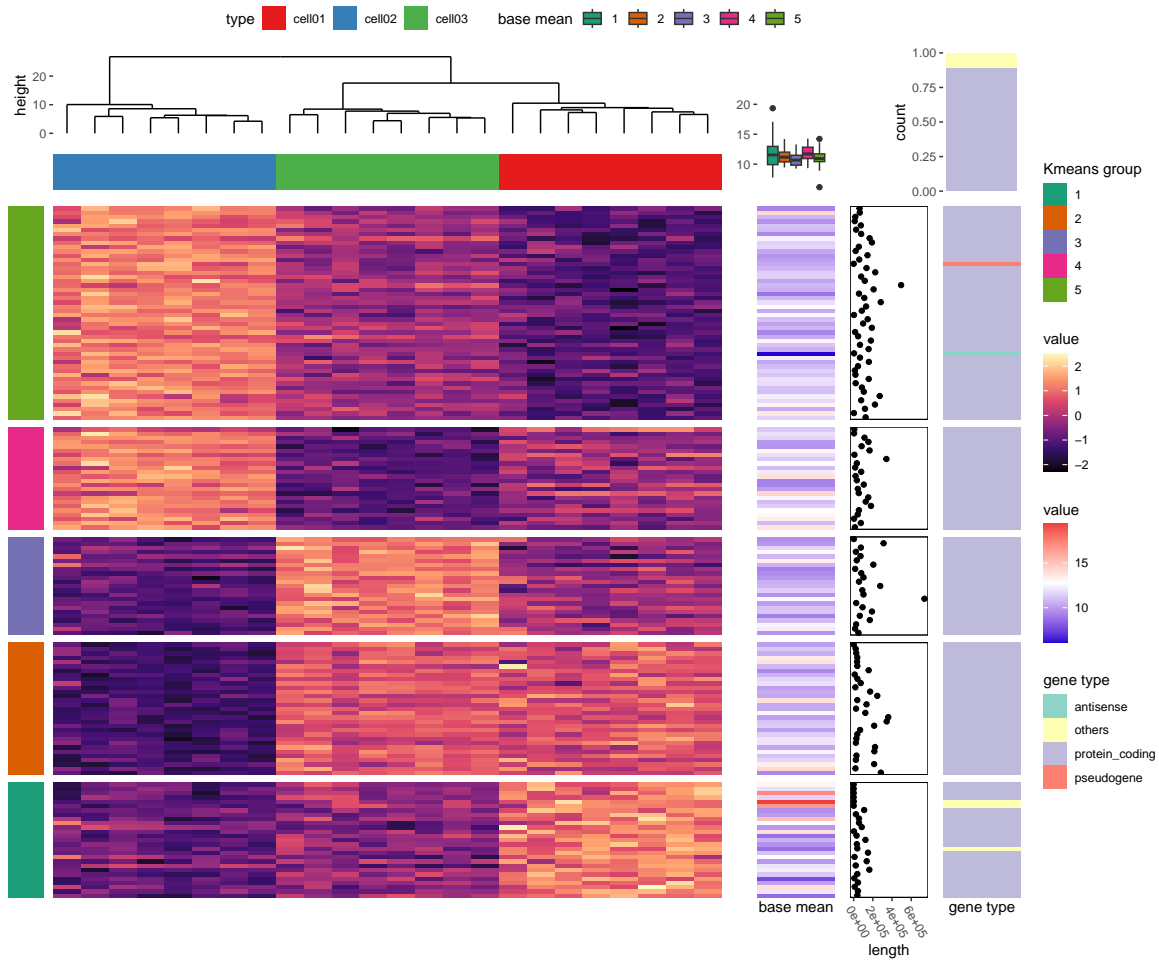 type cell01 cell02 cell03 base mean 1 2 3 4 5
height
20
10
0
20
15
10
count
1.00
0.75
0.50
0.25
0.00
Kmeans group
1
2
3
4
5
value
2
1
0
−1
−2
value
15
10
gene type
antisense
others
protein_coding
pseudogene
base mean
0e+00
2e+05
4e+05
6e+05
length
gene type